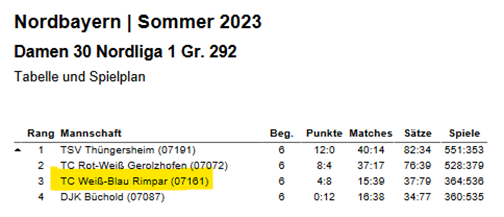 Nordbayern | Sommer 2023
Damen 30 Nordliga 1 Gr. 292
Tabelle und Spielplan
Rang Mannschaft Beg. Punkte Matches Sätze Spiele
1 TSV Thüngersheim (07191) 6 12:0 40:14 82:34 551:353
2 TC Rot-Weiß Gerolzhofen (07072) 6 8:4 37:17 76:39 528:379
3 TC Weiß-Blau Rimpar (07161) 6 4:8 15:39 37:79 364:536
4 DJK Büchold (07087) 6 0:12 16:38 34:77 360:535